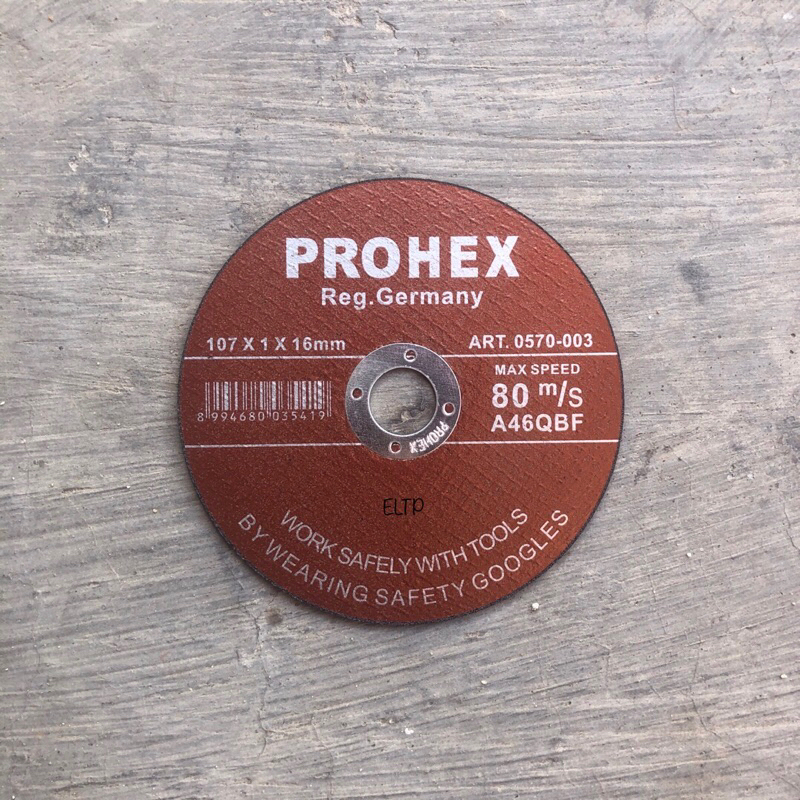 PROHEX
Reg.Germany
107 X 1 X 16mm
ART. 0570-003
MAX SPEED
80 m/s
A46QBF
8 994680 035419
PROHEX
ELTP
WORK SAFELY WITH TOOLS
BY WEARING SAFETY GOOGLES